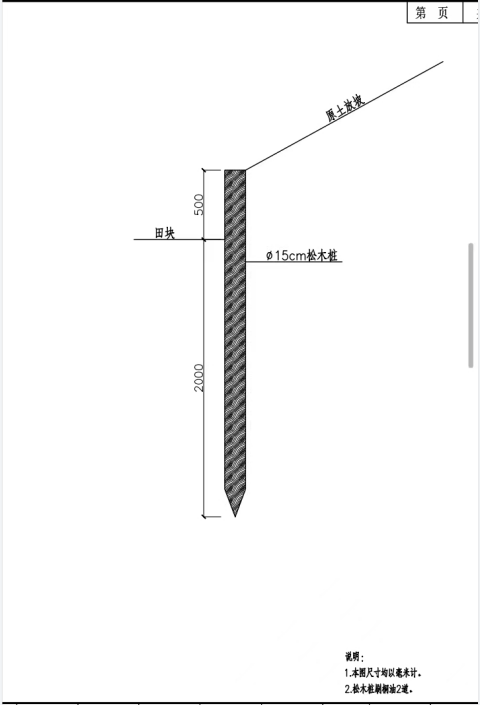 第 页
原土放坡
500
田块
ø15cm松木桩
2000
说明：
1.本图尺寸均以毫米计。
2.松木桩刷桐油2道。